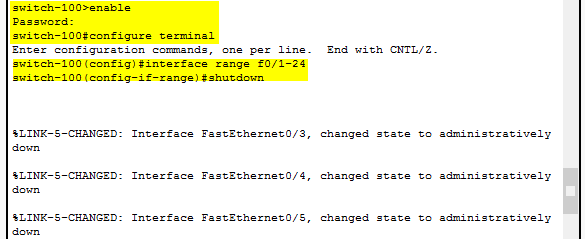 switch-100>enable
Password:
switch-100#configure terminal
Enter configuration commands, one per line.  End with CNTL/Z.
switch-100(config)#interface range f0/1-24
switch-100(config-if-range)#shutdown
%LINK-5-CHANGED: Interface FastEthernet0/3, changed state to administratively
down
%LINK-5-CHANGED: Interface FastEthernet0/4, changed state to administratively
down
%LINK-5-CHANGED: Interface FastEthernet0/5, changed state to administratively
down